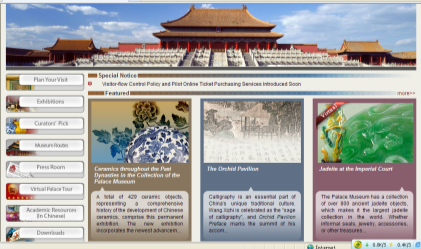 Plan Your Visit
Exhibitions
Curators' Pick
Museum Route
Press Room
Virtual Palace Tour
Academic Resources
(in Chinese)
Downloads
Special Notice
Visitor-flow Control Policy and Pilot Online Ticket Purchasing Services Introduced Soon
Featured
more>>
Ceramics throughout the Past
Dynasties in the Collection of the
Palace Museum
A total of 429 ceramic objects,
representing a comprehensive
history of the development of Chinese
ceramics, comprise this permanent
exhibition. The new exhibition
incorporates the newest advances...
The Orchid Pavilion
Calligraphy is an essential part of
China's unique traditional culture.
Wang Xizhi is celebrated as the "sage
of calligraphy", and Orchid Pavilion
Preface marks the summit of his
accom...
Virtual
Jadeite at the Imperial Court
The Palace Museum has a collection
of over 800 ancient jadeite objects,
which makes it the largest jadeite
collection in the world. Whether
informal seals, jewelry, accessories,
or other treasures...
Internet